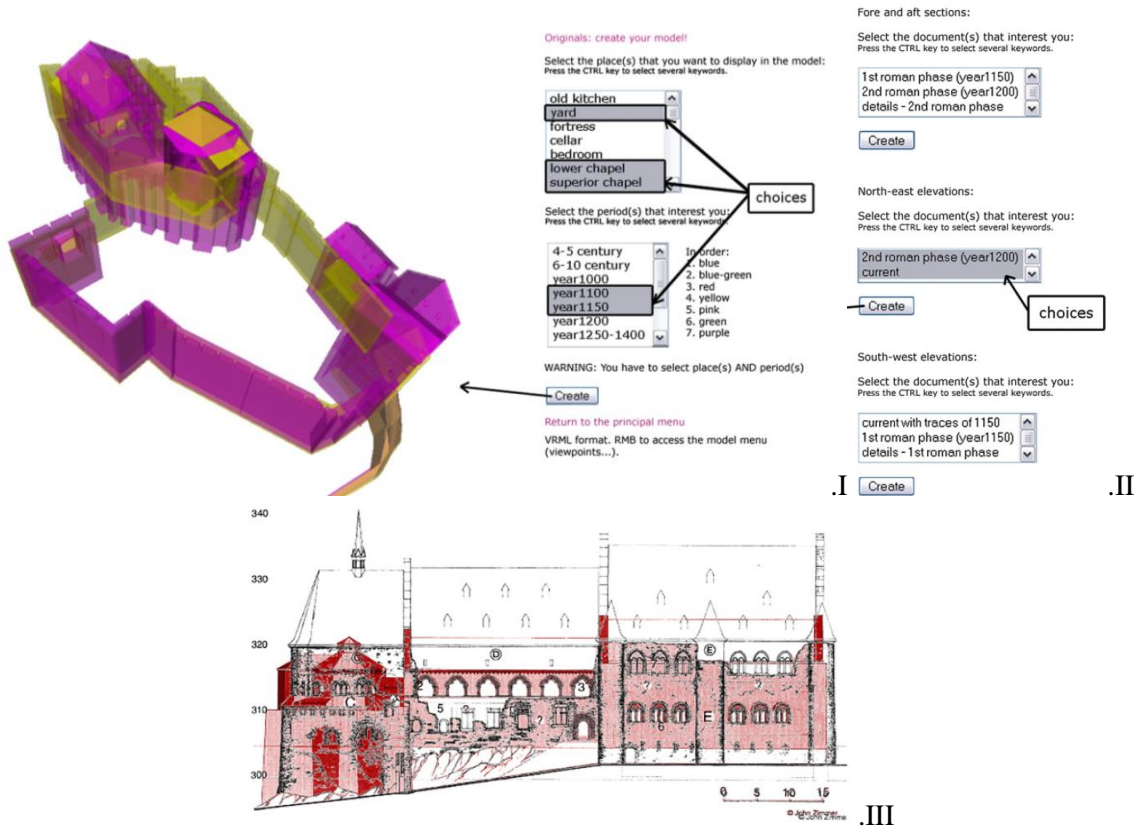 Originals: create your model!
Select the place(s) that you want to display in the model:
Press the CTRL key to select several keywords.
old kitchen
yard
fortress
cellar
bedroom
lower chapel
superior chapel
choices
Select the period(s) that interest you:
Press the CTRL key to select several keywords
4-5 century
6-10 century
year1000
year1100
year1150
year1200
year1250-1400
In order:
1. blue
2. blue-green
3. red
4. yellow
5. pink
6. green
7. purple
WARNING: You have to select place(s) AND period(s)
Create
Return to the principal menu
VRML format. RMB to access the model menu
(viewpoints...).
.I
Fore and aft sections:
Select the document(s) that interest you:
Press the CTRL key to select several keywords.
1st roman phase (year1150)
2nd roman phase (year1200)
details - 2nd roman phase
Create
North-east elevations:
Select the document(s) that interest you:
Press the CTRL key to select several keywords.
2nd roman phase (year1200)
current
Create
choices
South-west elevations:
Select the document(s) that interest you:
Press the CTRL key to select several keywords.
current with traces of 1150
1st roman phase (year1150)
details - 1st roman phase
Create
.II
340
330
320
310
300
D
E
C
2
3
5
?
?
?
6
E
0 5 10 15
© John Zimmer
.III